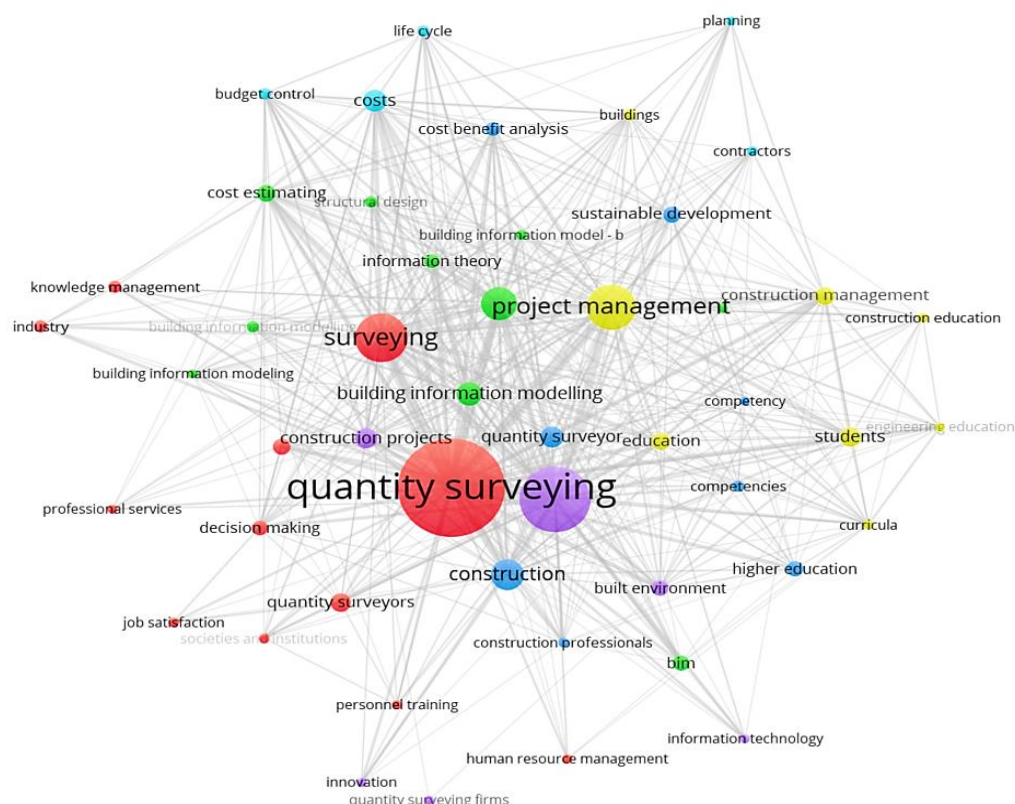 planning
life cycle
budget control
costs
cost benefit analysis
buildings
contractors
cost estimating
structural design
sustainable development
building information model - b
information theory
knowledge management
project management
construction management
industry
building information modelling
surveying
construction education
building information modeling
building information modelling
competency
construction projects
quantity surveyor
education
students
engineering education
quantity surveying
competencies
professional services
decision making
curricula
construction
higher education
built environment
quantity surveyors
job satisfaction
societies and institutions
construction professionals
bim
personnel training
information technology
human resource management
innovation
quantity surveying firms